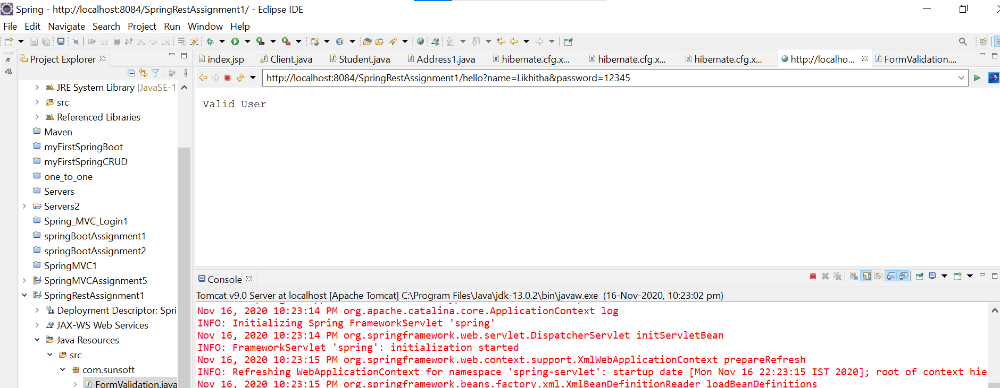 Spring - http://localhost:8084/SpringRestAssignment1/ - Eclipse IDE
File Edit Navigate Search Project Run Window Help
Project Explorer
index.jsp Client.java Student.java Address1.java hibernate.cfg.x... hibernate.cfg.x... hibernate.cfg.x... http://localho... FormValidation....
http://localhost:8084/SpringRestAssignment1/hello?name=Likhitha&password=12345
Valid User
JRE System Library [JavaSE-1
src
Referenced Libraries
Maven
myFirstSpringBoot
myFirstSpringCRUD
one_to_one
Servers
Servers2
Spring_MVC_Login1
springBootAssignment1
springBootAssignment2
SpringMVC1
SpringMVCAssignment5
SpringRestAssignment1
Deployment Descriptor: Spri
JAX-WS Web Services
Java Resources
src
com.sunsoft
FormValidation.java
Console
Tomcat v9.0 Server at localhost [Apache Tomcat] C:\Program Files\Java\jdk-13.0.2\bin\javaw.exe (16-Nov-2020, 10:23:02 pm)
Nov 16, 2020 10:23:14 PM org.apache.catalina.core.ApplicationContext log
INFO: Initializing Spring FrameworkServlet 'spring'
Nov 16, 2020 10:23:14 PM org.springframework.web.servlet.DispatcherServlet initServletBean
INFO: FrameworkServlet 'spring': initialization started
Nov 16, 2020 10:23:15 PM org.springframework.web.context.support.XmlWebApplicationContext prepareRefresh
INFO: Refreshing WebApplicationContext for namespace 'spring-servlet': startup date [Mon Nov 16 22:23:15 IST 2020]; root of context hie
Nov 16, 2020 10:23:15 PM org.springframework.beans.factory.xml.XmlBeanDefinitionReader loadBeanDefinitions